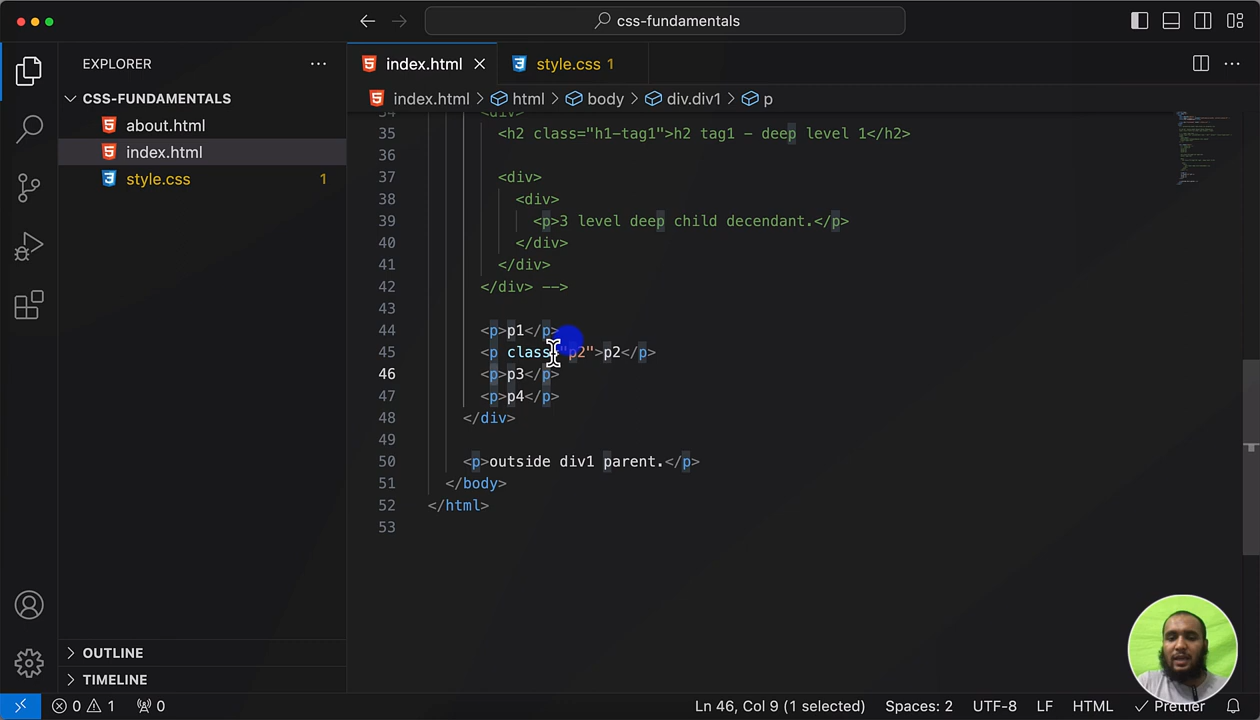 css-fundamentals
EXPLORER
CSS-FUNDAMENTALS
about.html
index.html
style.css 1
OUTLINE
TIMELINE
index.html
style.css 1
index.html > html > body > div.div1 > p
34 <div>
35 <h2 class="h1-tag1">h2 tag1 - deep level 1</h2>
36
37 <div>
38 <div>
39 <p>3 level deep child decendant.</p>
40 </div>
41 </div>
42 </div> -->
43
44 <p>p1</p>
45 <p class="p2">p2</p>
46 <p>p3</p>
47 <p>p4</p>
48 </div>
49
50 <p>outside div1 parent.</p>
51 </body>
52 </html>
53
0 1 0 Ln 46, Col 9 (1 selected) Spaces: 2 UTF-8 LF HTML Prettier